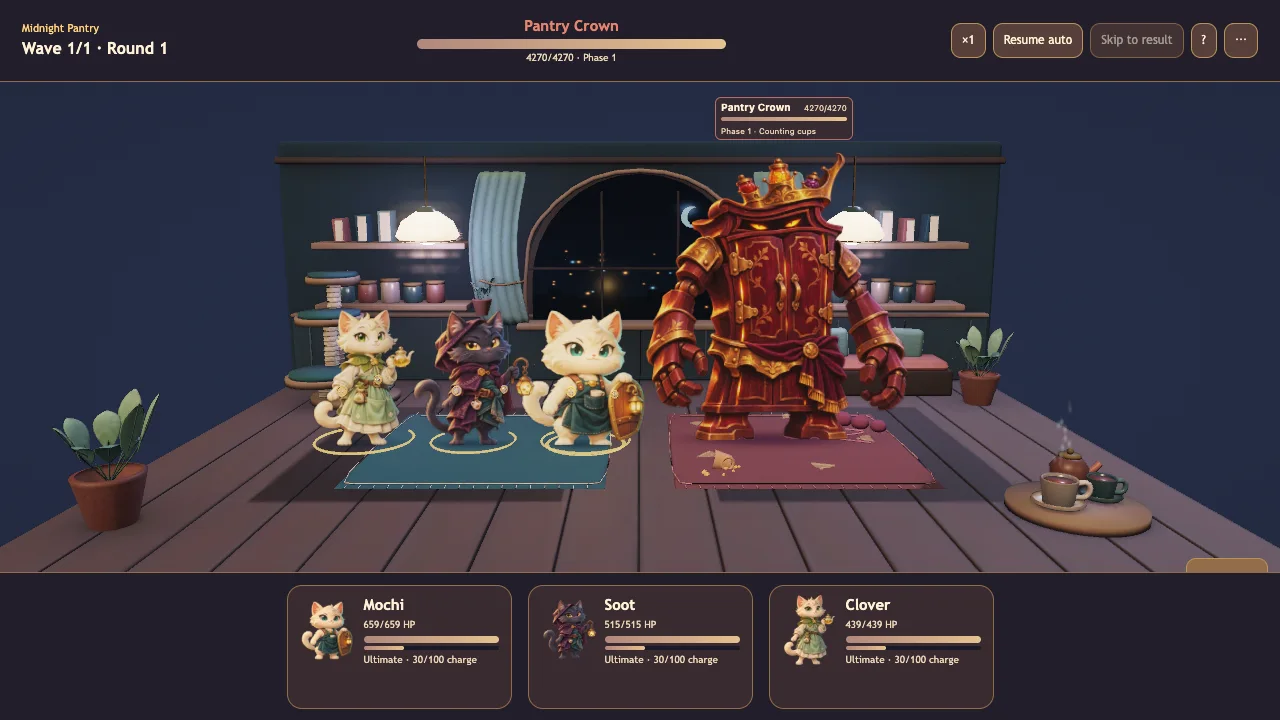 Midnight Pantry
Wave 1/1 · Round 1
Pantry Crown
4270/4270 · Phase 1
×1
Resume auto
Skip to result
?
...
Pantry Crown 4270/4270
Phase 1 · Counting cups
Mochi
659/659 HP
Ultimate · 30/100 charge
Soot
515/515 HP
Ultimate · 30/100 charge
Clover
439/439 HP
Ultimate · 30/100 charge